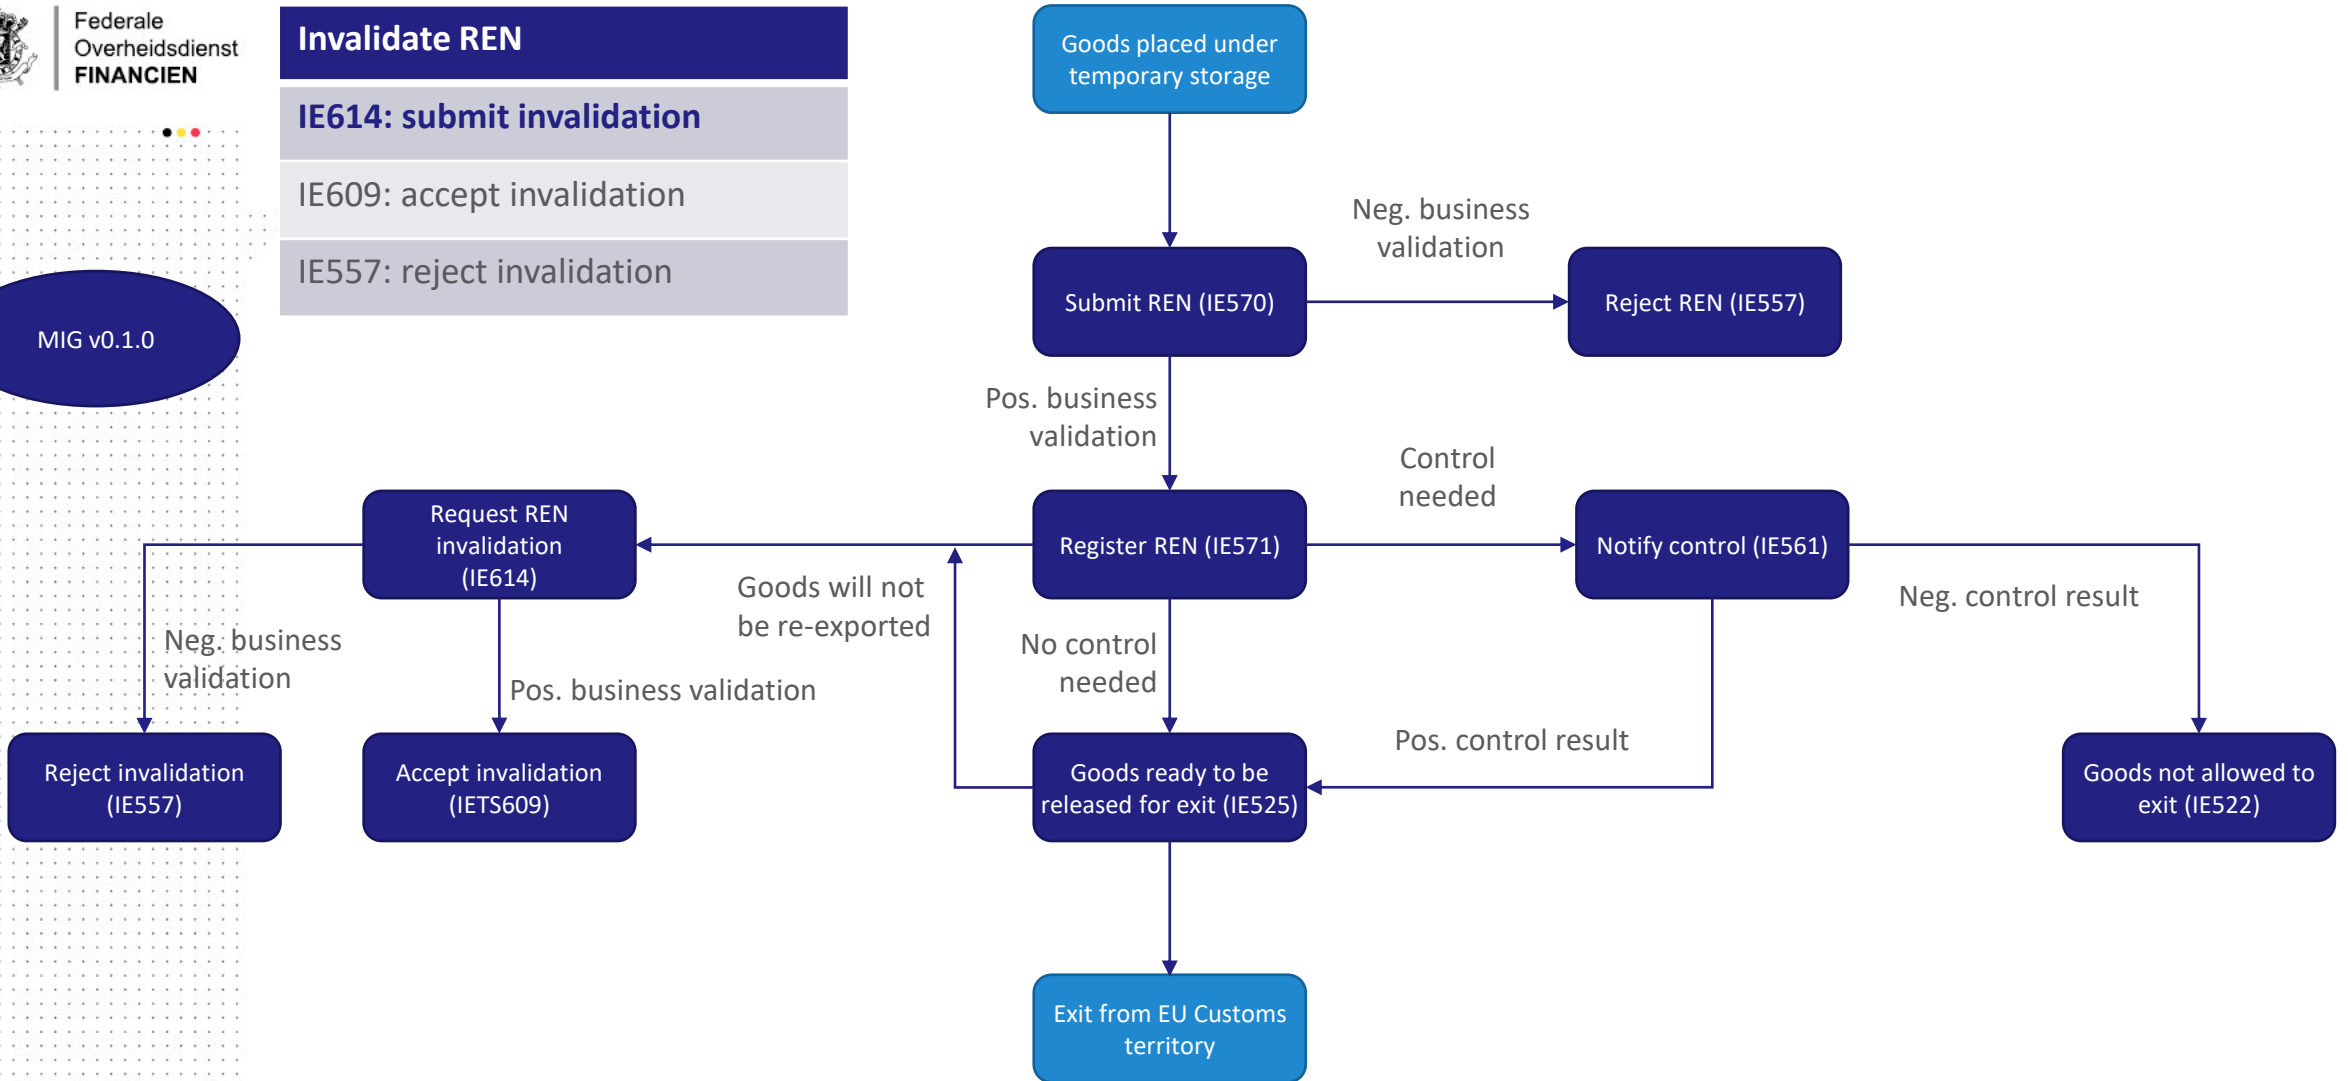 Federale
Overheidsdienst
FINANCIEN
Invalidate REN
IE614: submit invalidation
IE609: accept invalidation
IE557: reject invalidation
MIG v0.1.0
Goods placed under
temporary storage
Neg. business
validation
Submit REN (IE570)
Reject REN (IE557)
Pos. business
validation
Control
needed
Request REN
invalidation
(IE614)
Register REN (IE571)
Notify control (IE561)
Goods will not
be re-exported
Neg. control result
Neg. business
validation
No control
needed
Pos. business validation
Pos. control result
Reject invalidation
(IE557)
Accept invalidation
(IETS609)
Goods ready to be
released for exit (IE525)
Goods not allowed to
exit (IE522)
Exit from EU Customs
territory